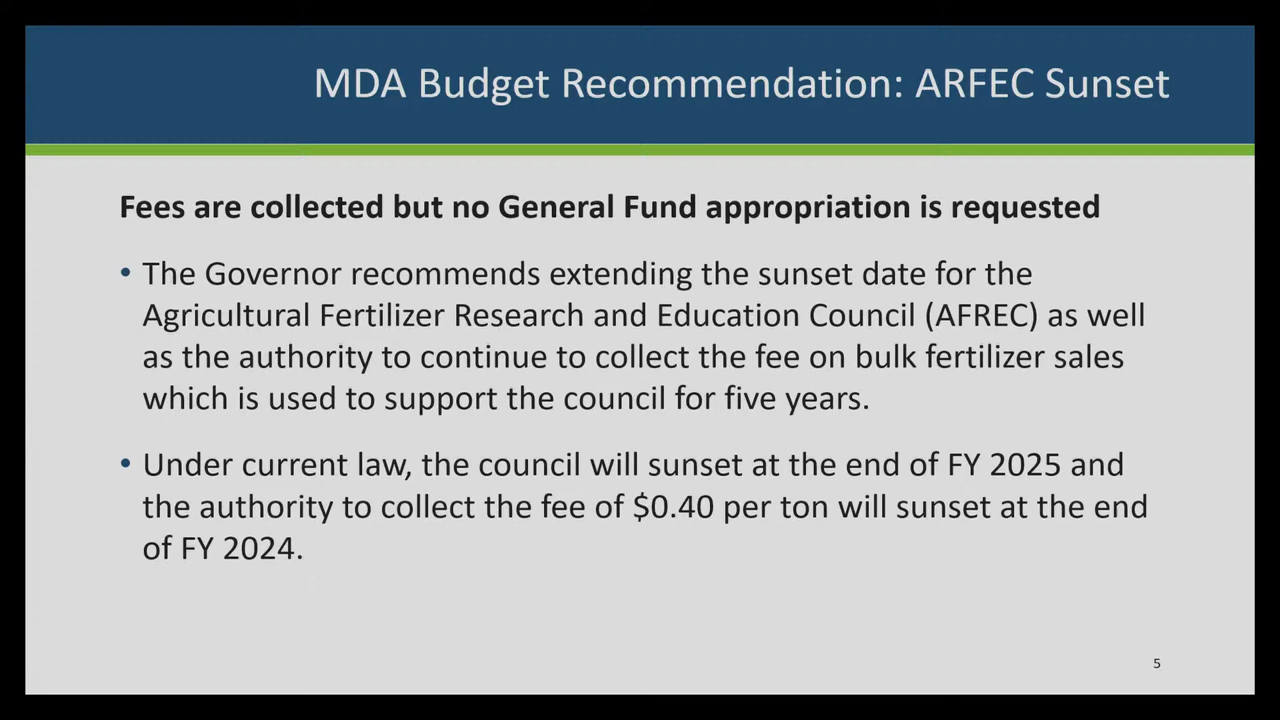 MDA Budget Recommendation: ARFEC Sunset
Fees are collected but no General Fund appropriation is requested
• The Governor recommends extending the sunset date for the
Agricultural Fertilizer Research and Education Council (AFREC) as well
as the authority to continue to collect the fee on bulk fertilizer sales
which is used to support the council for five years.
• Under current law, the council will sunset at the end of FY 2025 and
the authority to collect the fee of $0.40 per ton will sunset at the end
of FY 2024.
5